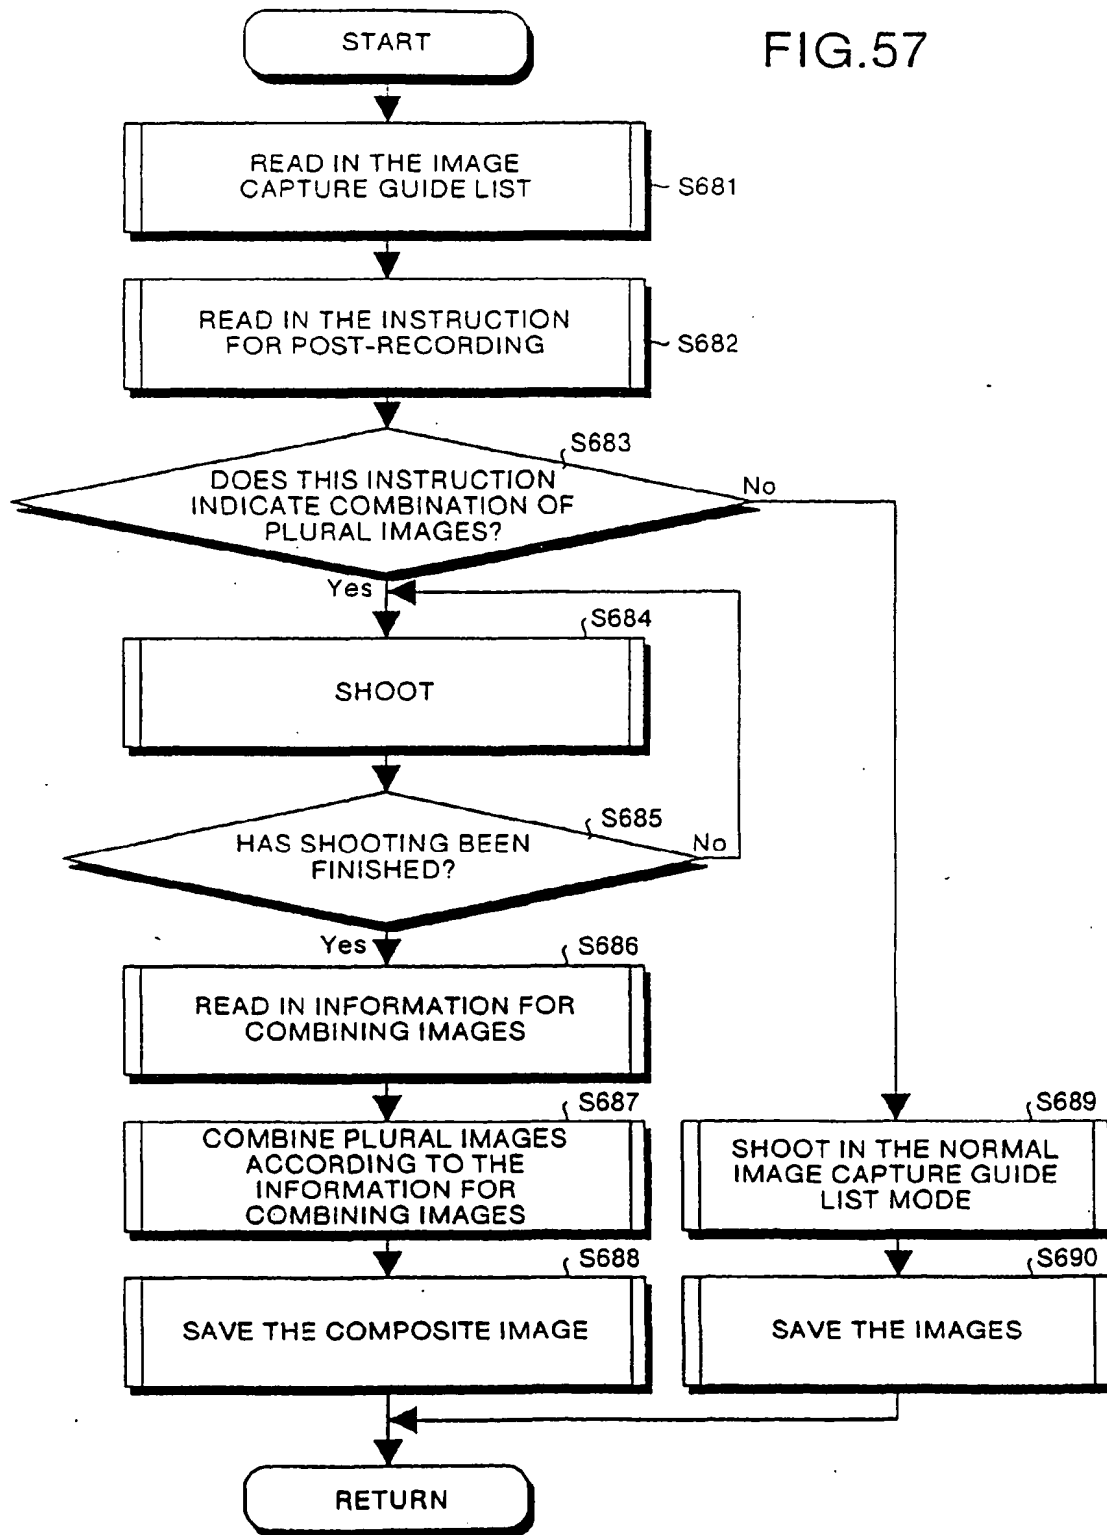 START
FIG.57
READ IN THE IMAGE
CAPTURE GUIDE LIST
S681
READ IN THE INSTRUCTION
FOR POST-RECORDING
S682
S683
DOES THIS INSTRUCTION
INDICATE COMBINATION OF
PLURAL IMAGES?
No
Yes
S684
SHOOT
S685
HAS SHOOTING BEEN
FINISHED?
No
Yes
S686
READ IN INFORMATION FOR
COMBINING IMAGES
S687
COMBINE PLURAL IMAGES
ACCORDING TO THE
INFORMATION FOR
COMBINING IMAGES
S689
SHOOT IN THE NORMAL
IMAGE CAPTURE GUIDE
LIST MODE
S688
SAVE THE COMPOSITE IMAGE
S690
SAVE THE IMAGES
RETURN